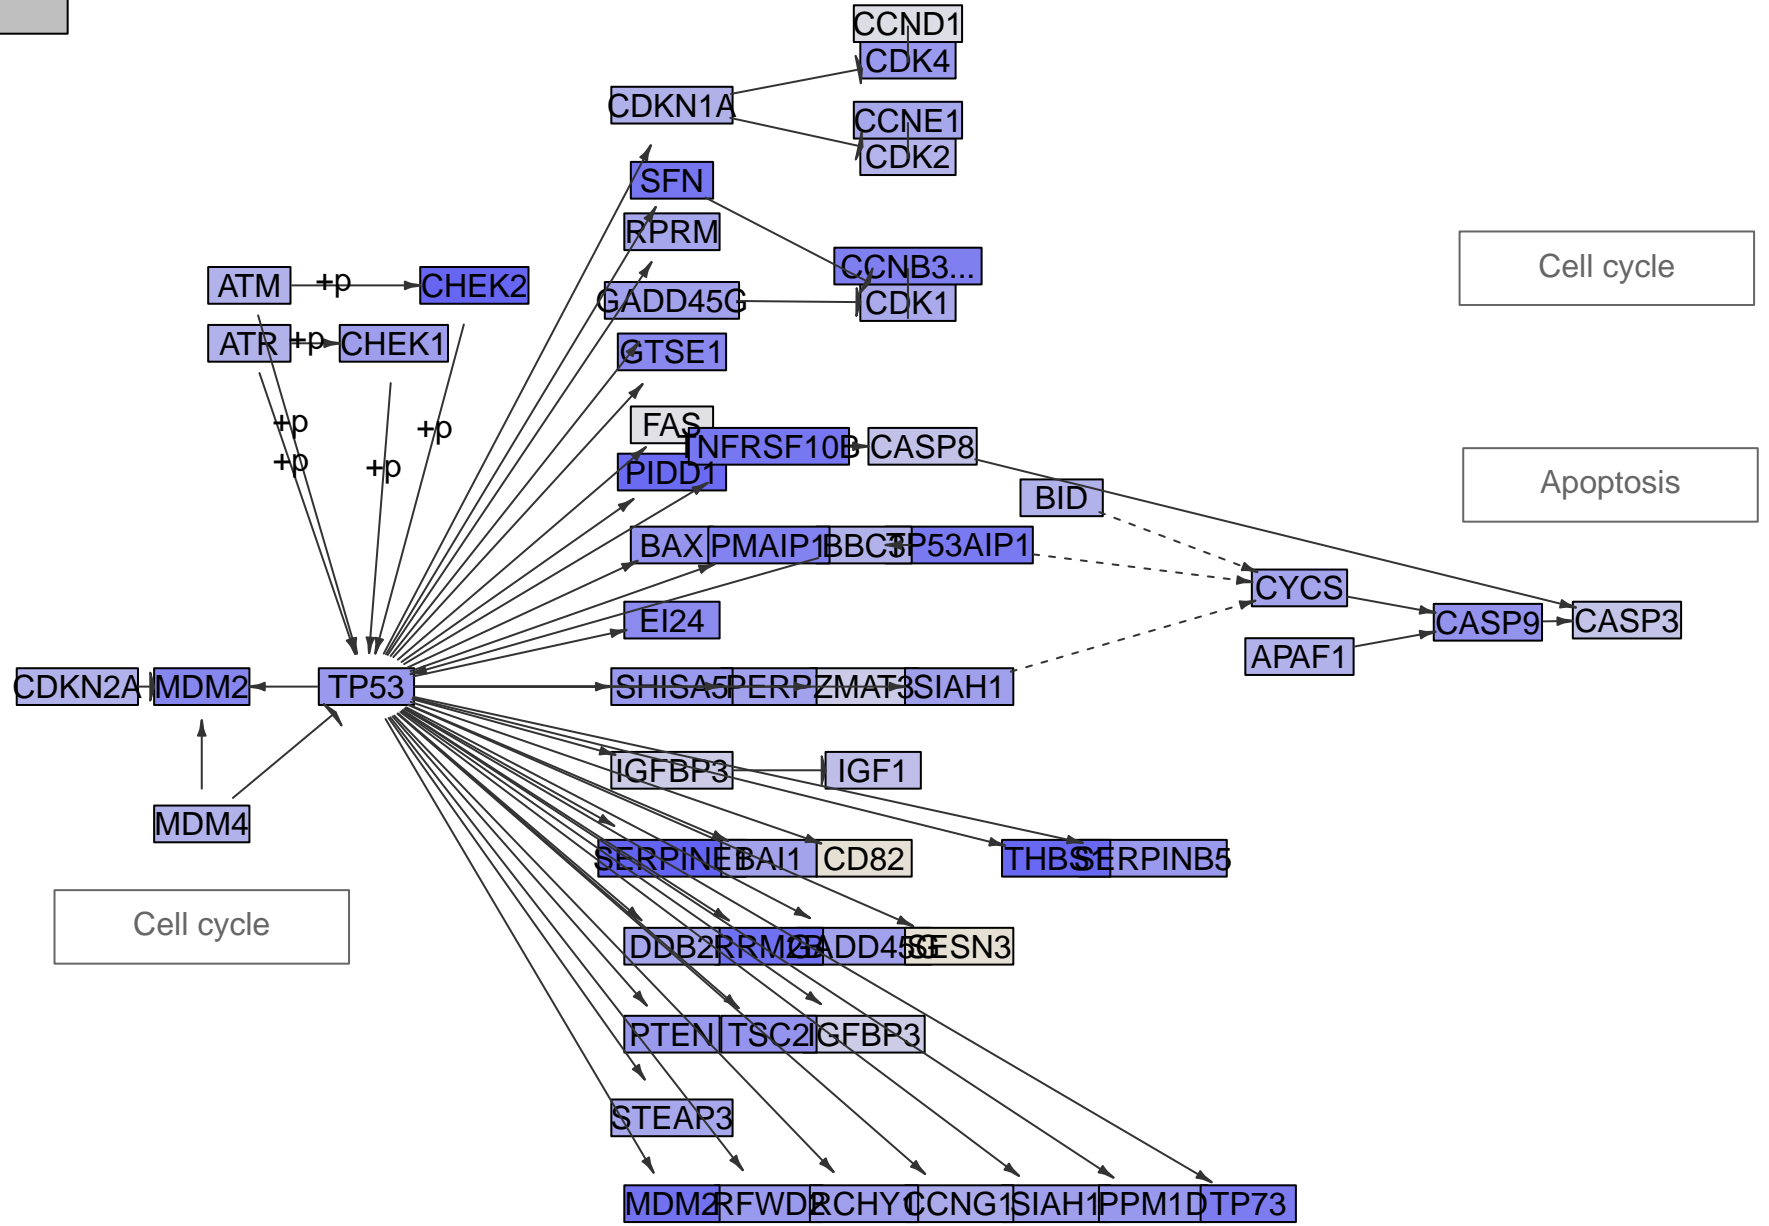 CCND1
CDK4
CDKN1A
CCNE1
CDK2
SFN
RPRM
CCNB3...
Cell cycle
ATM
+p
CHEK2
GADD45G
CDK1
ATR
+p
CHEK1
GTSE1
FAS
+p
+p
TNFRSF10B
CASP8
+p
+p
PIDD1
Apoptosis
BID
BAX
PMAIP1
BBC3
TP53AIP1
CYCS
EI24
CASP9
CASP3
APAF1
CDKN2A
MDM2
TP53
SHISA5
PERP
ZMAT3
SIAH1
IGFBP3
IGF1
MDM4
SERPINE1
BAI1
CD82
THBS1
SERPINB5
Cell cycle
DDB2
RRM2B
GADD45G
SESN3
PTEN
TSC2
IGFBP3
STEAP3
MDM2
RFWD2
RCHY1
CCNG1
SIAH1
PPM1D
TP73